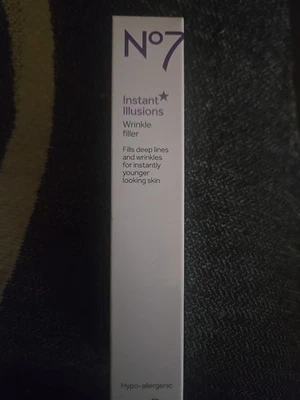 No7
Instant★
Illusions
Wrinkle
filler
Fills deep lines
and wrinkles
for instantly
younger
looking skin
Hypo-allergenic